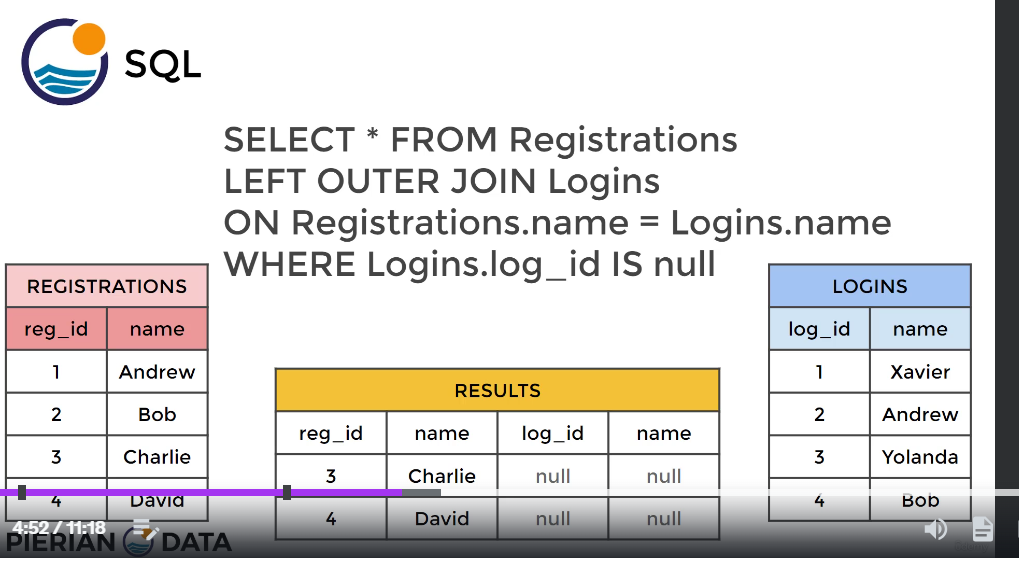 SQL
SELECT * FROM Registrations
LEFT OUTER JOIN Logins
ON Registrations.name = Logins.name
WHERE Logins.log_id IS null
REGISTRATIONS
reg_id name
1 Andrew
2 Bob
3 Charlie
4 David
RESULTS
reg_id name log_id name
3 Charlie null null
4 David null null
LOGINS
log_id name
1 Xavier
2 Andrew
3 Yolanda
4 Bob
4:52 / 11:18
PIERIAN DATA